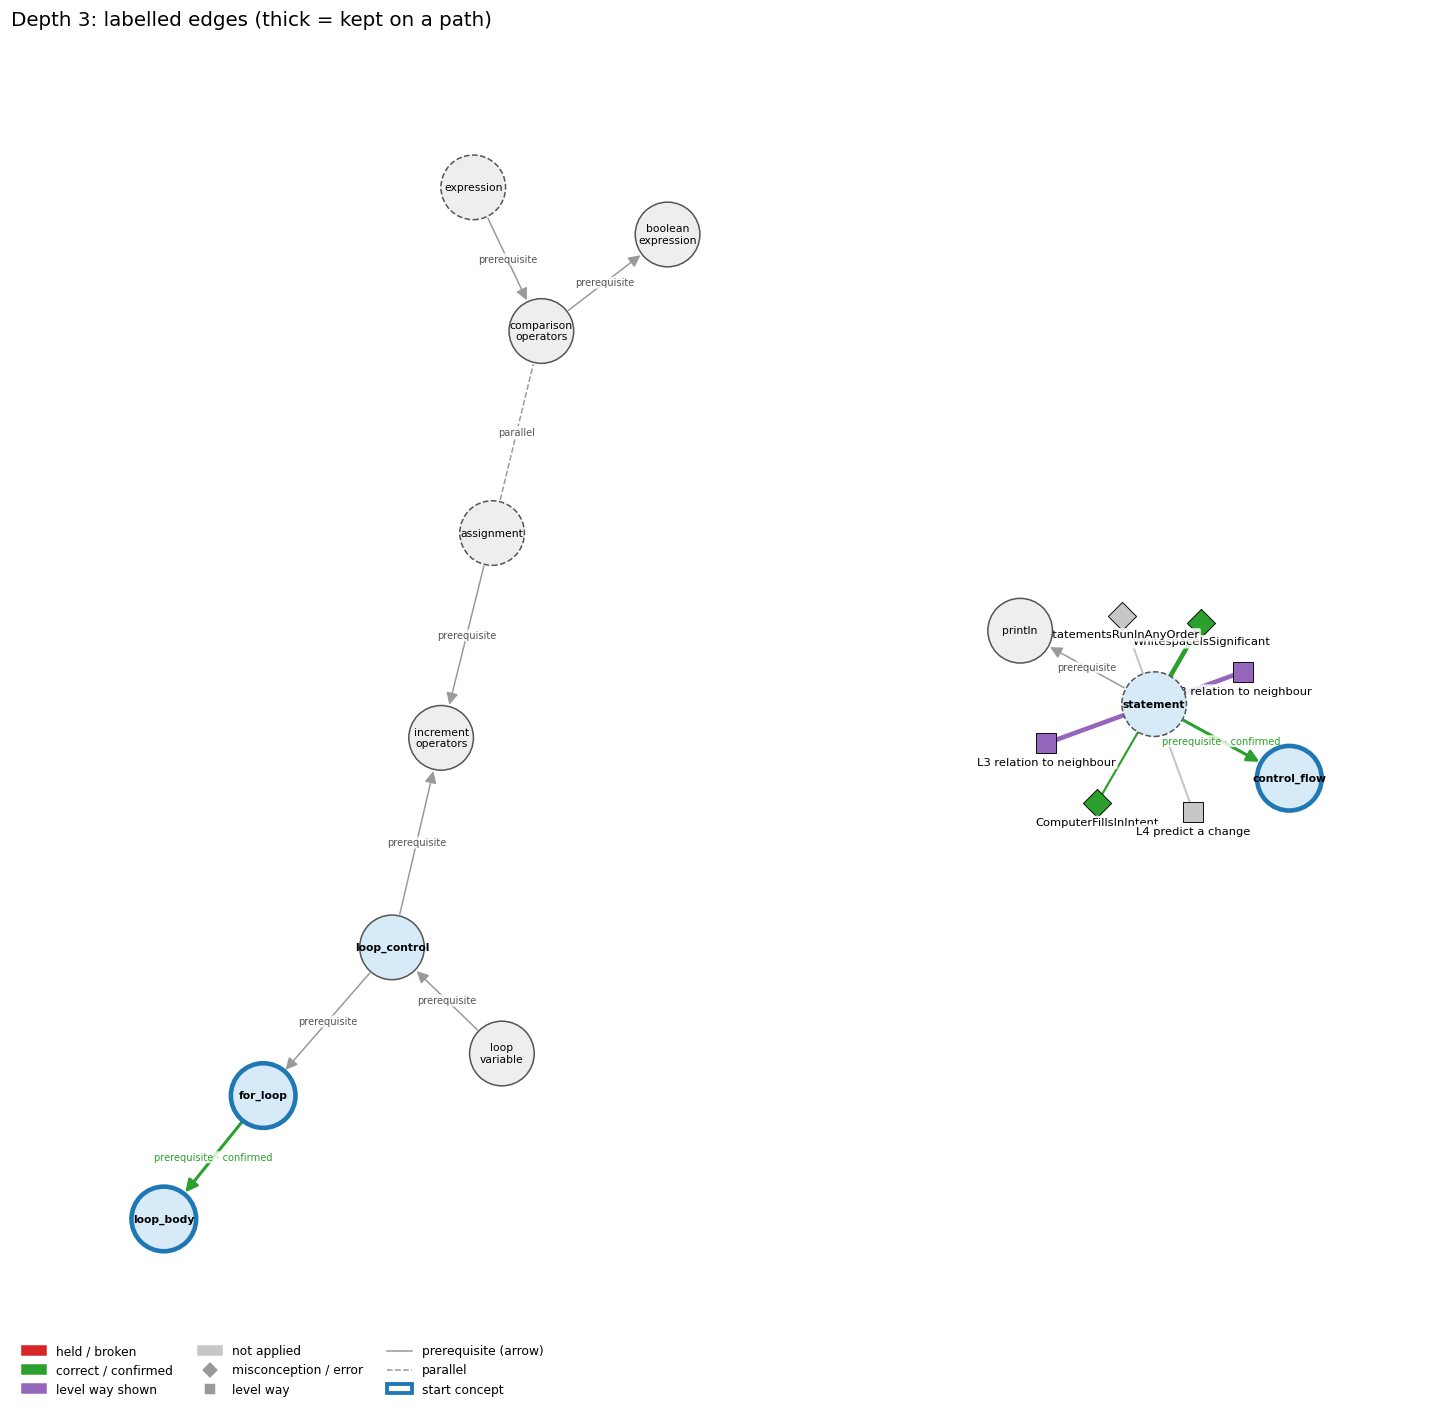 Depth 3: labelled edges (thick = kept on a path)
expression
boolean
expression
prerequisite
prerequisite
comparison
operators
parallel
assignment
prerequisite
println
tatementsRunInAnyOrder
WhitespaceIsSignificant
prerequisite
relation to neighbour
statement
prerequisite · confirmed
L3 relation to neighbour
control_flow
ComputerFillsInIntent
L4 predict a change
increment
operators
prerequisite
loop_control
prerequisite
prerequisite
loop
variable
for_loop
prerequisite · confirmed
loop_body
held / broken
correct / confirmed
level way shown
not applied
misconception / error
level way
prerequisite (arrow)
parallel
start concept